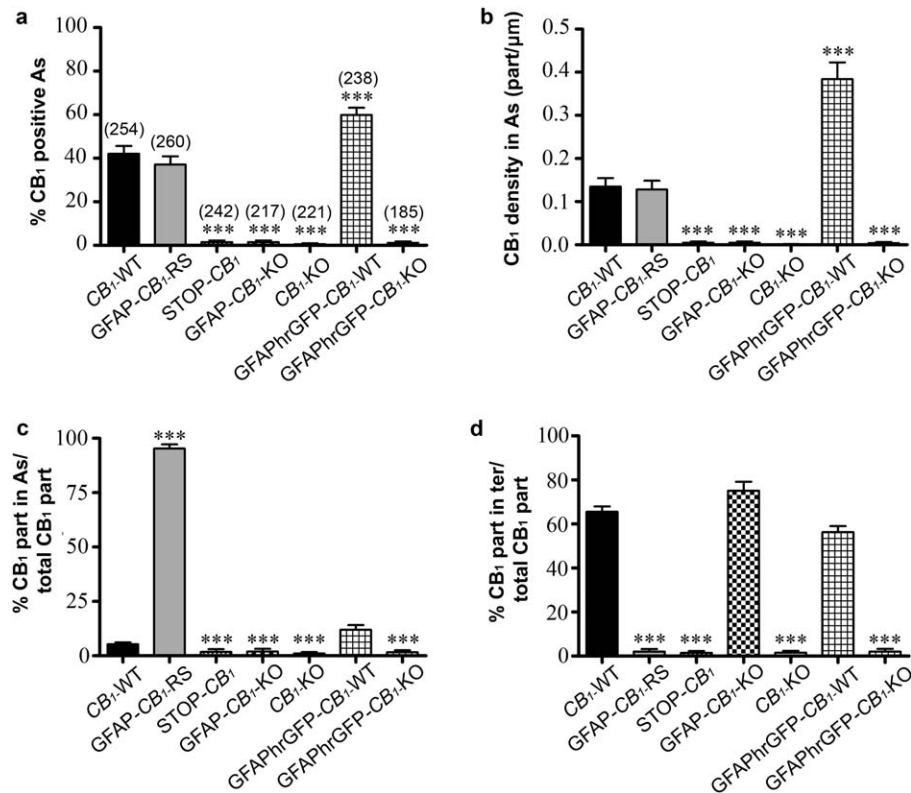 a
% CB₁ positive As
100
80
60
40
20
0
(254)
(260)
(242)
***
(217)
***
(221)
***
(238)
***
(185)
***
CB₁-WT
GFAP-CB₁-RS
STOP-CB₁
GFAP-CB₁-KO
CB₁-KO
GFAPhrGFP-CB₁-WT
GFAPhrGFP-CB₁-KO
b
CB₁ density in As (part/µm)
0.5
0.4
0.3
0.2
0.1
0.0
***
***
***
***
***
CB₁-WT
GFAP-CB₁-RS
STOP-CB₁
GFAP-CB₁-KO
CB₁-KO
GFAPhrGFP-CB₁-WT
GFAPhrGFP-CB₁-KO
c
% CB₁ part in As/
total CB₁ part
100
75
50
25
0
***
***
***
***
***
CB₁-WT
GFAP-CB₁-RS
STOP-CB₁
GFAP-CB₁-KO
CB₁-KO
GFAPhrGFP-CB₁-WT
GFAPhrGFP-CB₁-KO
d
% CB₁ part in ter/
total CB₁ part
100
80
60
40
20
0
***
***
***
***
CB₁-WT
GFAP-CB₁-RS
STOP-CB₁
GFAP-CB₁-KO
CB₁-KO
GFAPhrGFP-CB₁-WT
GFAPhrGFP-CB₁-KO